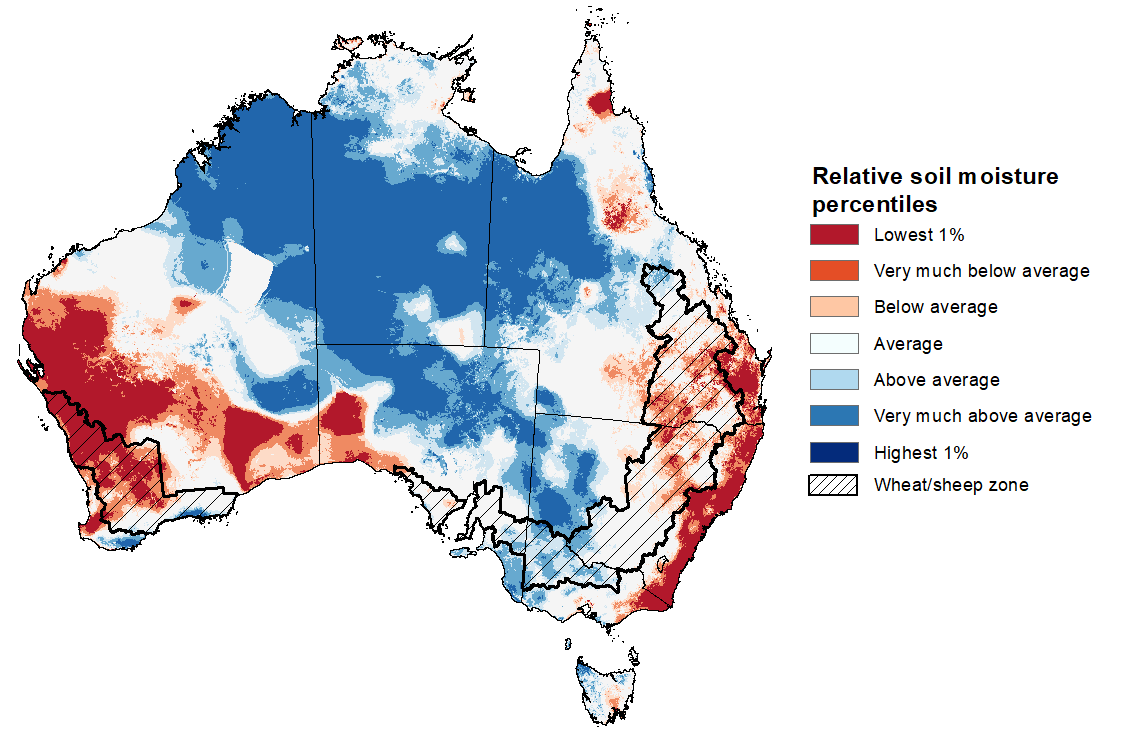 Relative soil moisture
percentiles
Lowest 1%
Very much below average
Below average
Average
Above average
Very much above average
Highest 1%
Wheat/sheep zone